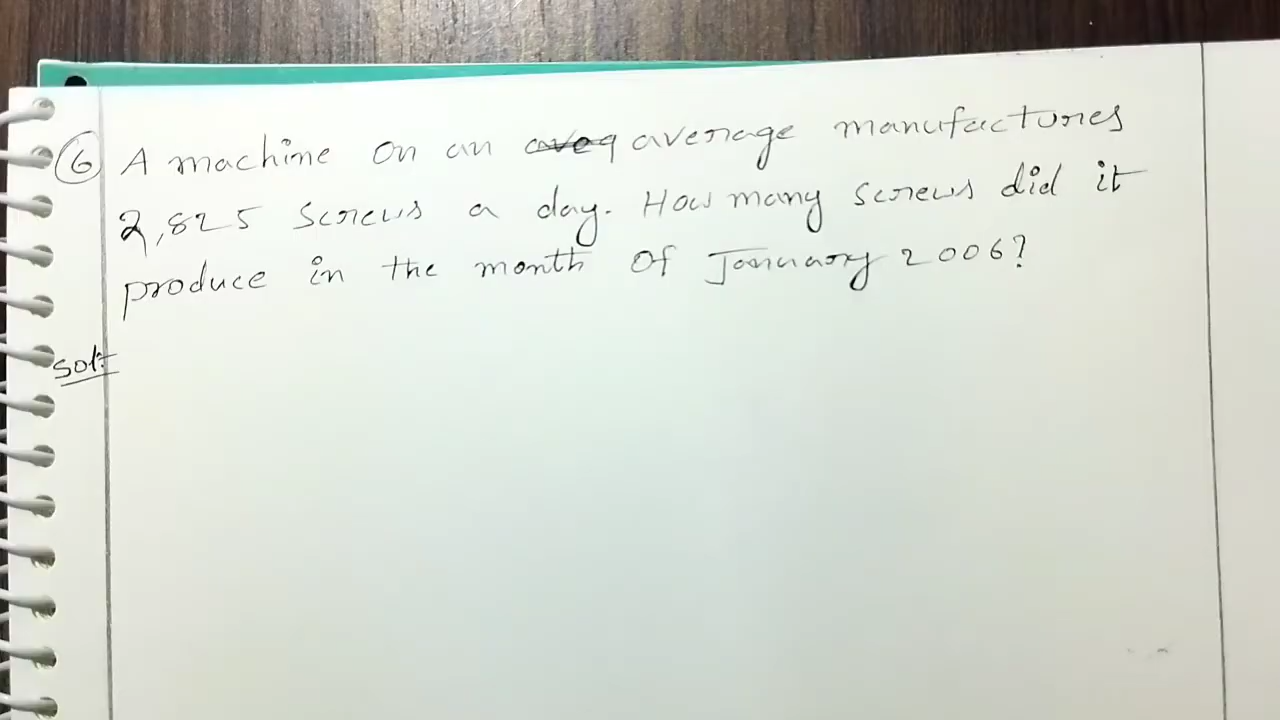 6 A machine on an average manufactures
2,825 screws a day. How many screws did it
produce in the month of January 2006?
Sol: